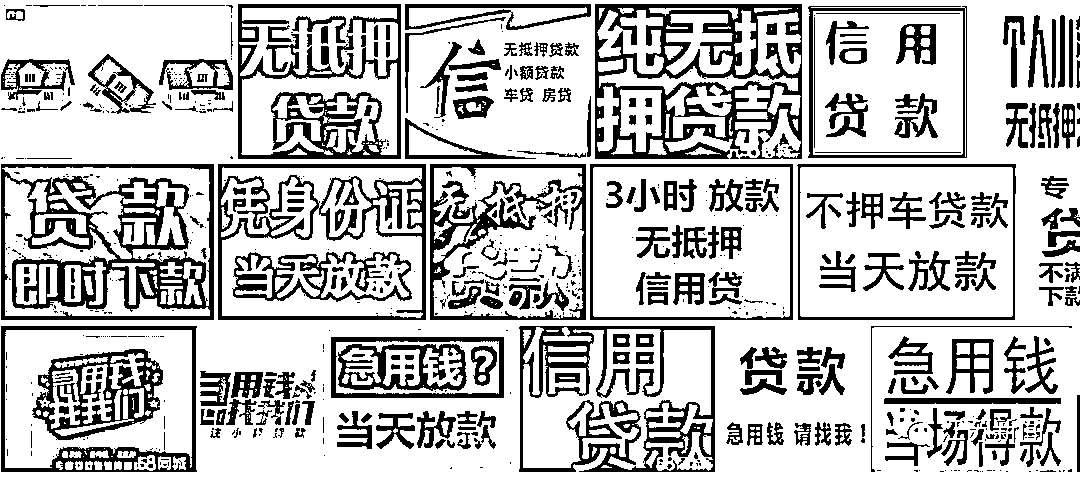 无抵押
贷款
信
无抵押贷款
小额贷款
车贷 房贷
纯无抵
押贷款
信用
贷款
个人小
无抵押
贷款
即时下款
凭身份证
当天放款
无抵押
贷款
3小时 放款
无抵押
信用贷
不押车贷款
当天放款
专
贷
不满
下款
急用钱
找我们
58同城
急用钱
找我们
急用钱？
当天放款
信用
贷款
贷款
急用钱 请找我！
急用钱
当场得款